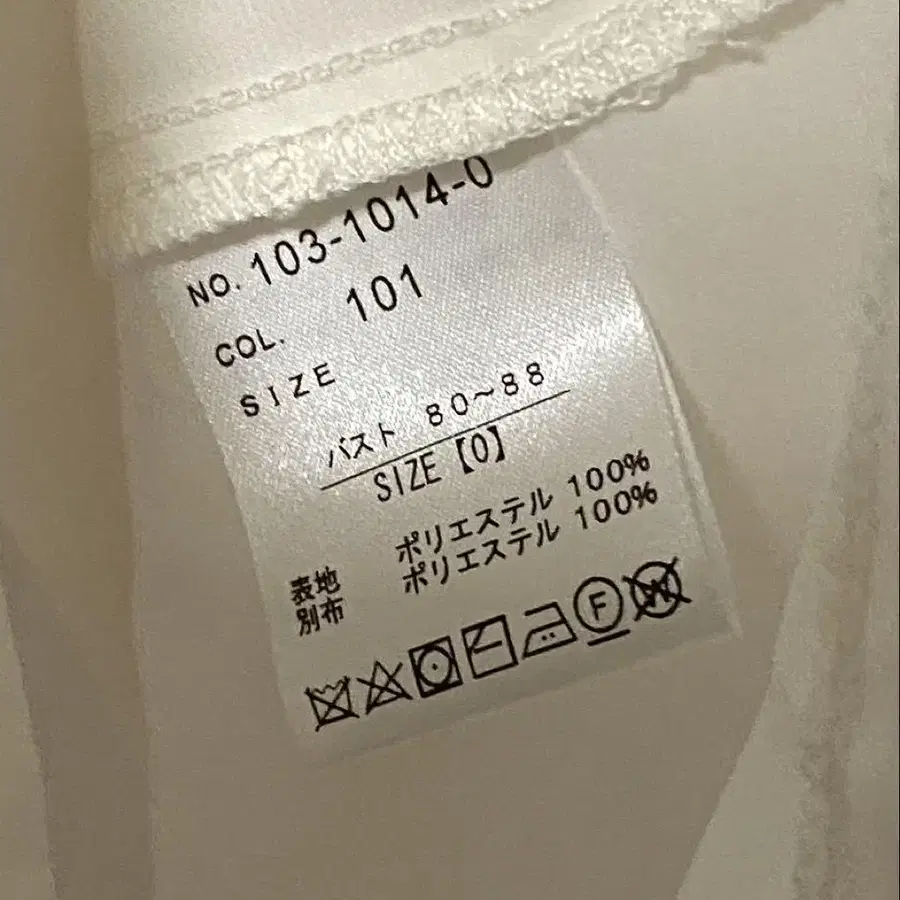 NO. 103-1014-0
COL. 101
SIZE
バスト 80~88
SIZE【0】
表地 ポリエステル 100%
別布 ポリエステル 100%
F W